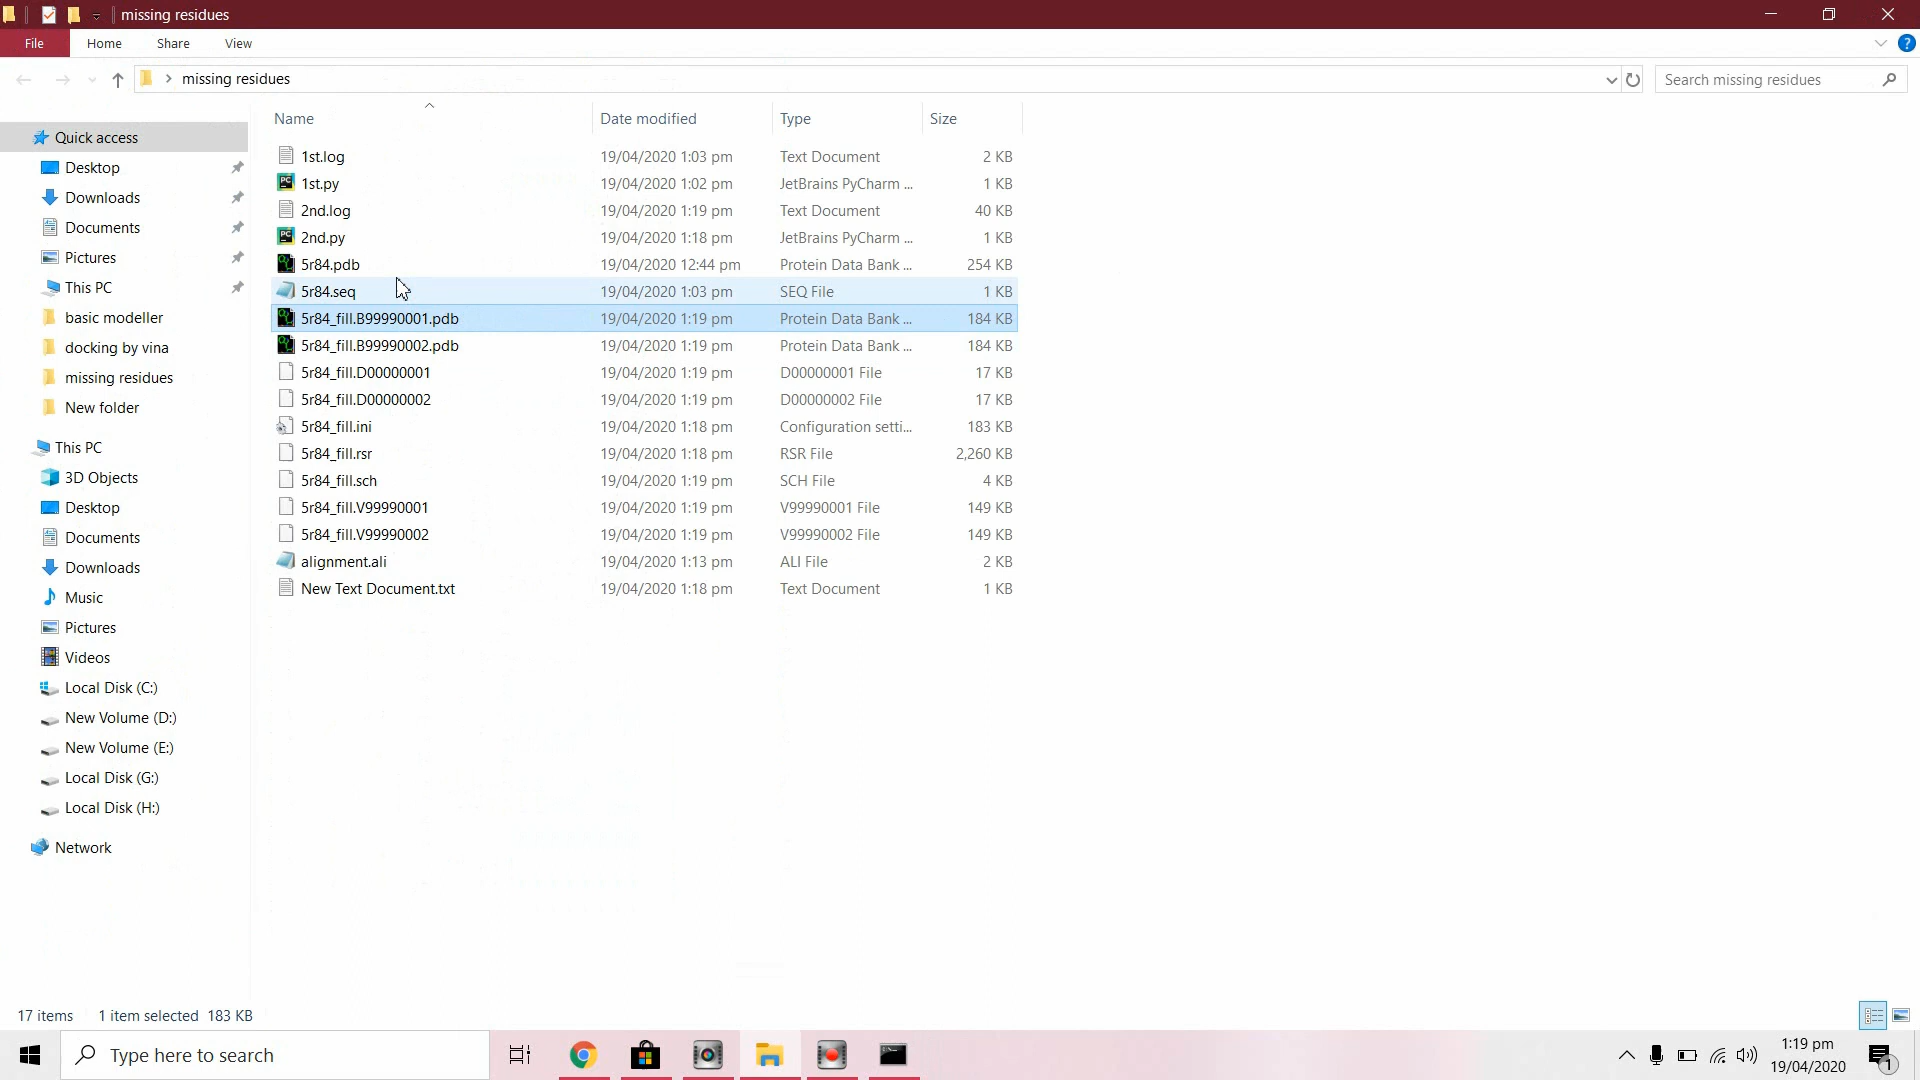 missing residues
File Home Share View
missing residues
Search missing residues
Name Date modified Type Size
Quick access
Desktop
Downloads
Documents
Pictures
This PC
basic modeller
docking by vina
missing residues
New folder
This PC
3D Objects
Desktop
Documents
Downloads
Music
Pictures
Videos
Local Disk (C:)
New Volume (D:)
New Volume (E:)
Local Disk (G:)
Local Disk (H:)
Network
1st.log 19/04/2020 1:03 pm Text Document 2 KB
1st.py 19/04/2020 1:02 pm JetBrains PyCharm ... 1 KB
2nd.log 19/04/2020 1:19 pm Text Document 40 KB
2nd.py 19/04/2020 1:18 pm JetBrains PyCharm ... 1 KB
5r84.pdb 19/04/2020 12:44 pm Protein Data Bank ... 254 KB
5r84.seq 19/04/2020 1:03 pm SEQ File 1 KB
5r84_fill.B99990001.pdb 19/04/2020 1:19 pm Protein Data Bank ... 184 KB
5r84_fill.B99990002.pdb 19/04/2020 1:19 pm Protein Data Bank ... 184 KB
5r84_fill.D00000001 19/04/2020 1:19 pm D00000001 File 17 KB
5r84_fill.D00000002 19/04/2020 1:19 pm D00000002 File 17 KB
5r84_fill.ini 19/04/2020 1:18 pm Configuration setti... 183 KB
5r84_fill.rsr 19/04/2020 1:18 pm RSR File 2,260 KB
5r84_fill.sch 19/04/2020 1:19 pm SCH File 4 KB
5r84_fill.V99990001 19/04/2020 1:19 pm V99990001 File 149 KB
5r84_fill.V99990002 19/04/2020 1:19 pm V99990002 File 149 KB
alignment.ali 19/04/2020 1:13 pm ALI File 2 KB
New Text Document.txt 19/04/2020 1:18 pm Text Document 1 KB
17 items 1 item selected 183 KB
Type here to search
1:19 pm
19/04/2020
1